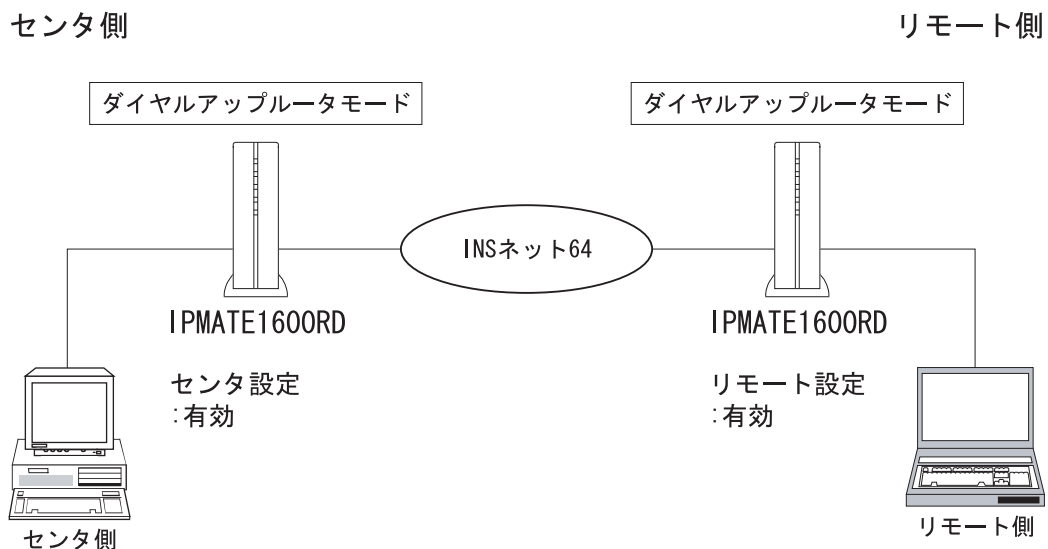 センタ側
リモート側
ダイヤルアップルータモード
ダイヤルアップルータモード
INSネット64
IPMATE1600RD
IPMATE1600RD
センタ設定
:有効
リモート設定
:有効
センタ側
リモート側